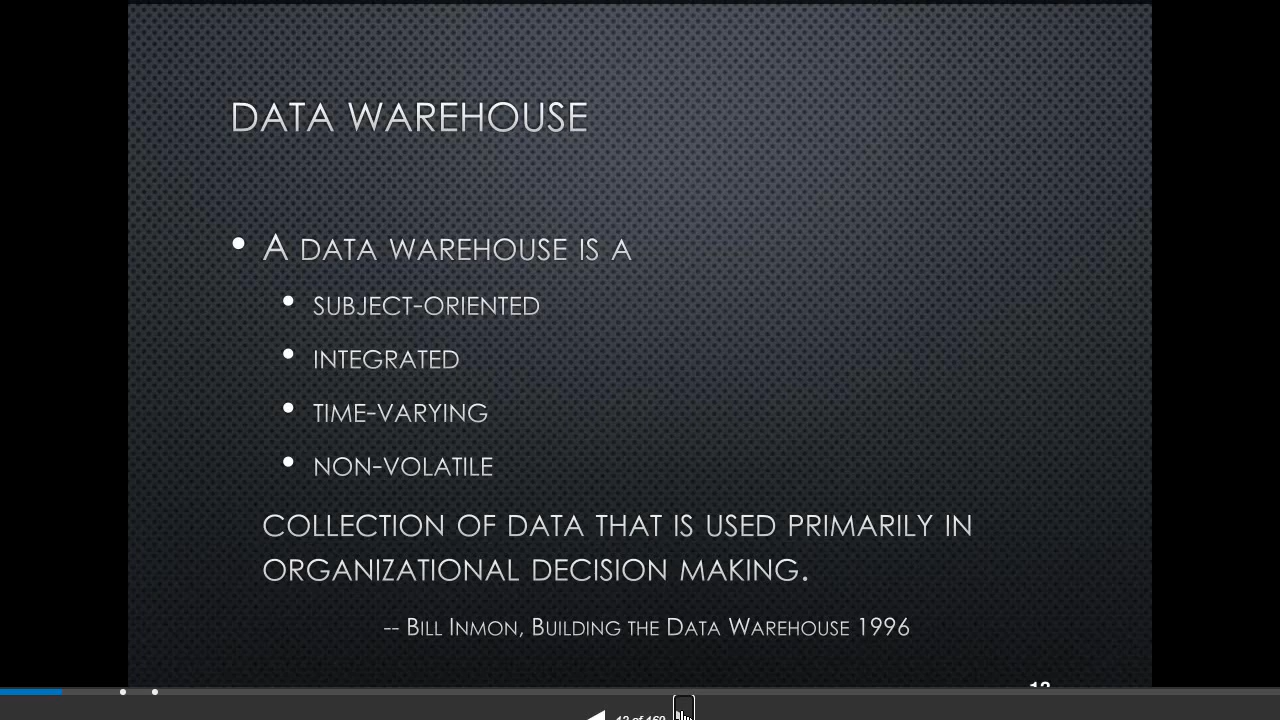 DATA WAREHOUSE
• A DATA WAREHOUSE IS A
• SUBJECT-ORIENTED
• INTEGRATED
• TIME-VARYING
• NON-VOLATILE
COLLECTION OF DATA THAT IS USED PRIMARILY IN
ORGANIZATIONAL DECISION MAKING.
-- BILL INMON, BUILDING THE DATA WAREHOUSE 1996